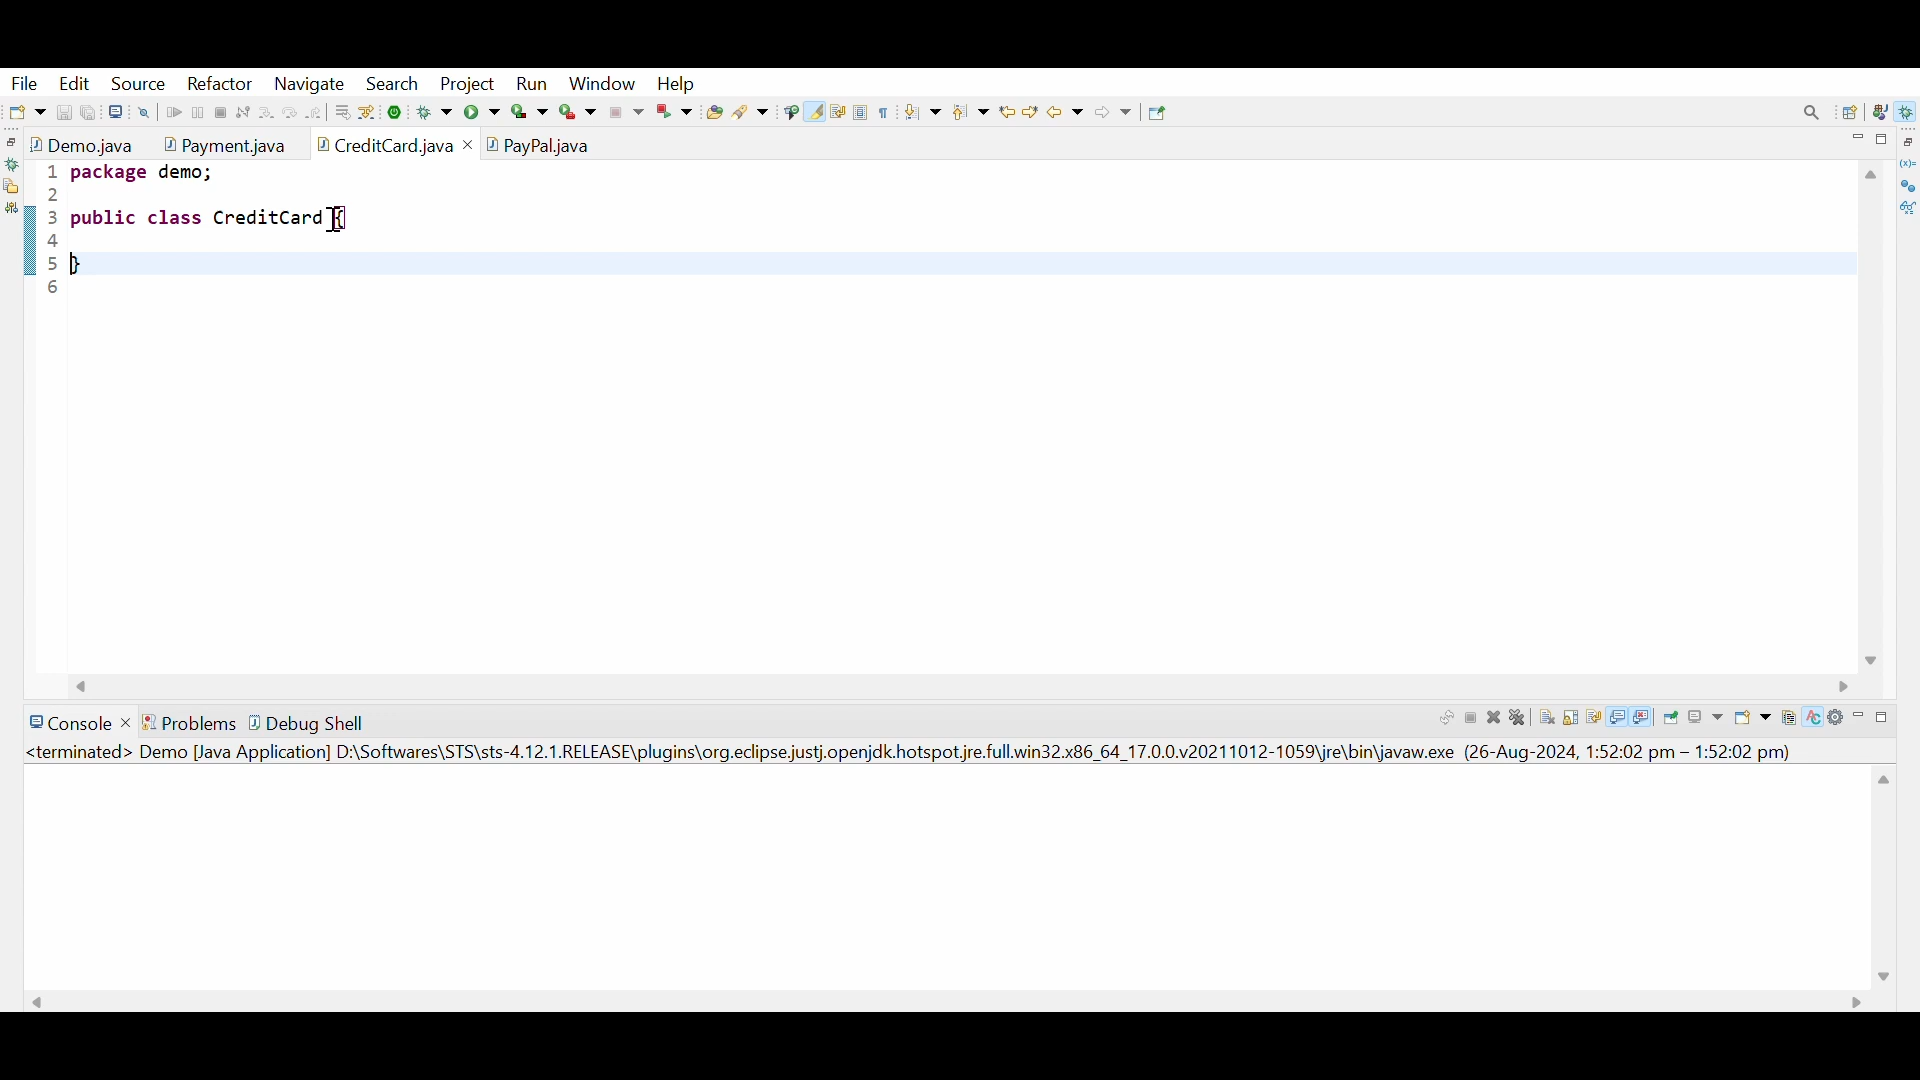 File Edit Source Refactor Navigate Search Project Run Window Help
Demo.java Payment.java CreditCard.java PayPal.java
1 package demo;
2
3 public class CreditCard {
4
5 }
6
Console Problems Debug Shell
<terminated> Demo [Java Application] D:\Softwares\STS\sts-4.12.1.RELEASE\plugins\org.eclipse.justj.openjdk.hotspot.jre.full.win32.x86_64_17.0.0.v20211012-1059\jre\bin\javaw.exe (26-Aug-2024, 1:52:02 pm – 1:52:02 pm)